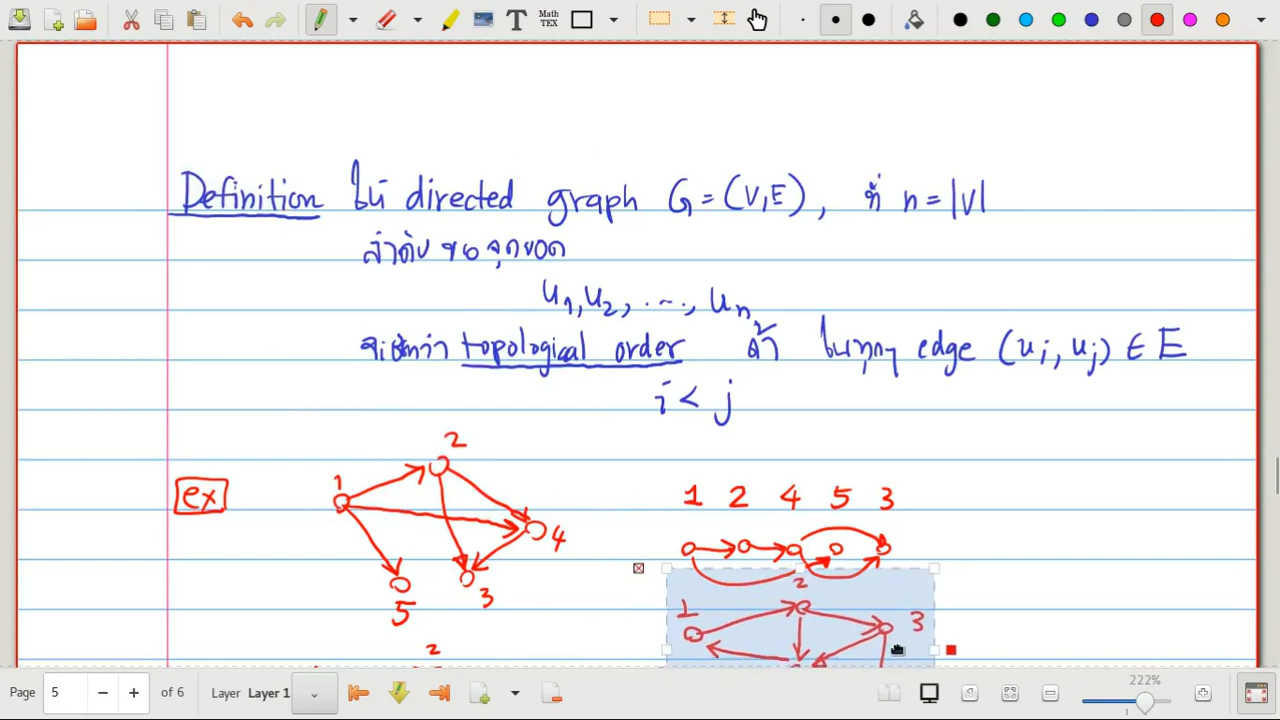 Math
TEX
Definition ให้ directed graph G = (V,E), ที่ n = |V|
ลำดับของจุดยอด
u1, u2, ..., un
จะเรียกว่า topological order ถ้า ในทุกๆ edge (ui, uj) ∈ E
i < j
ex
1 2 4 5 3
2
1
4
3
5
2
1
3
2
Page 5 of 6 Layer Layer 1 222%